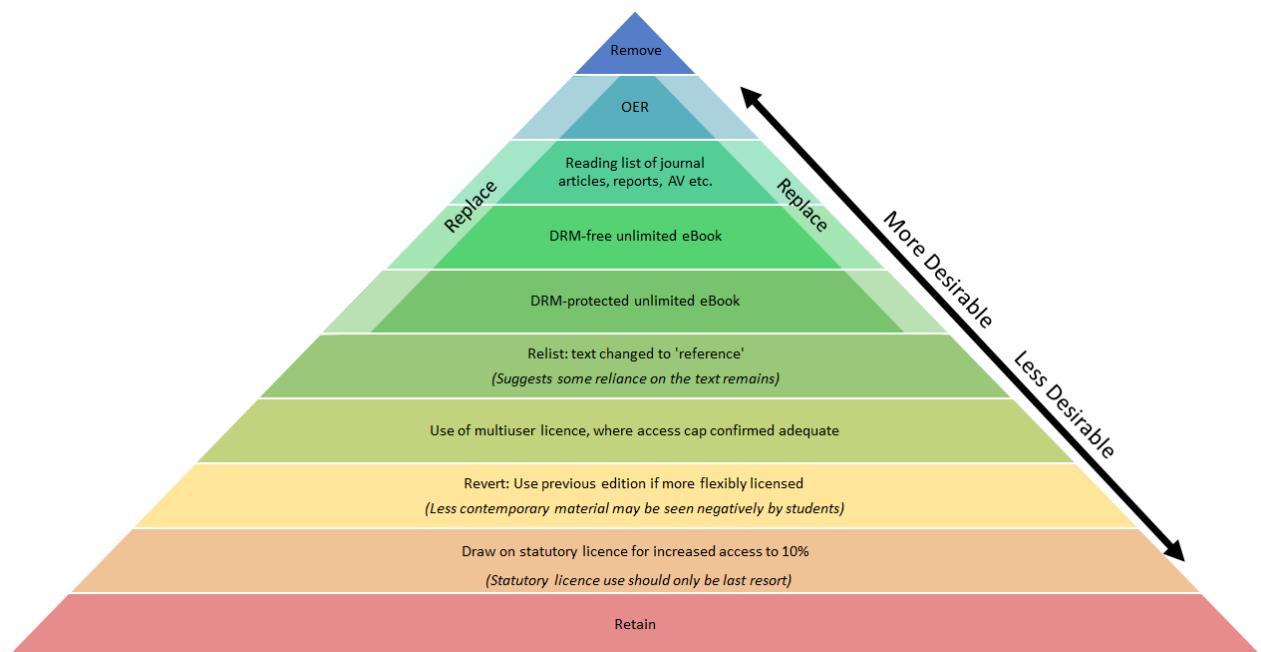 Remove
OER
Reading list of journal
articles, reports, AV etc.
Replace
Replace
DRM-free unlimited eBook
DRM-protected unlimited eBook
More Desirable
Relist: text changed to 'reference'
(Suggests some reliance on the text remains)
Less Desirable
Use of multiuser licence, where access cap confirmed adequate
Revert: Use previous edition if more flexibly licensed
(Less contemporary material may be seen negatively by students)
Draw on statutory licence for increased access to 10%
(Statutory licence use should only be last resort)
Retain